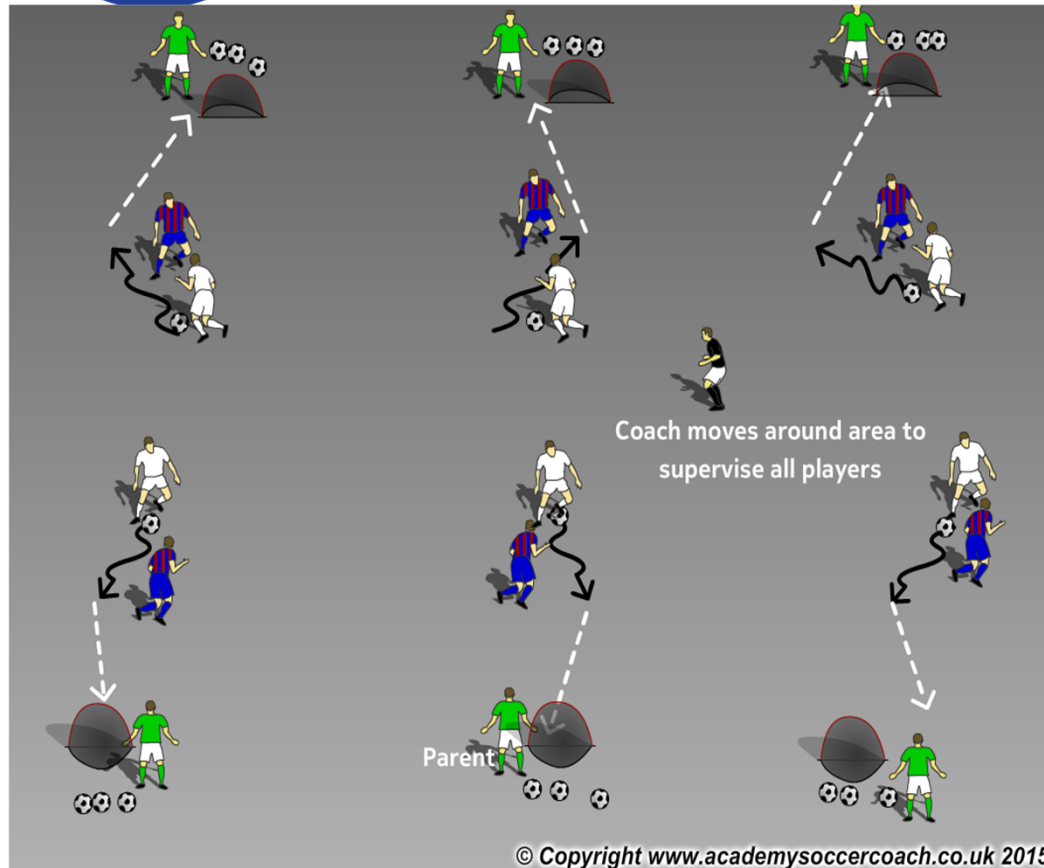 Coach moves around area to
supervise all players
Parent
© Copyright www.academysoccercoach.co.uk 2015